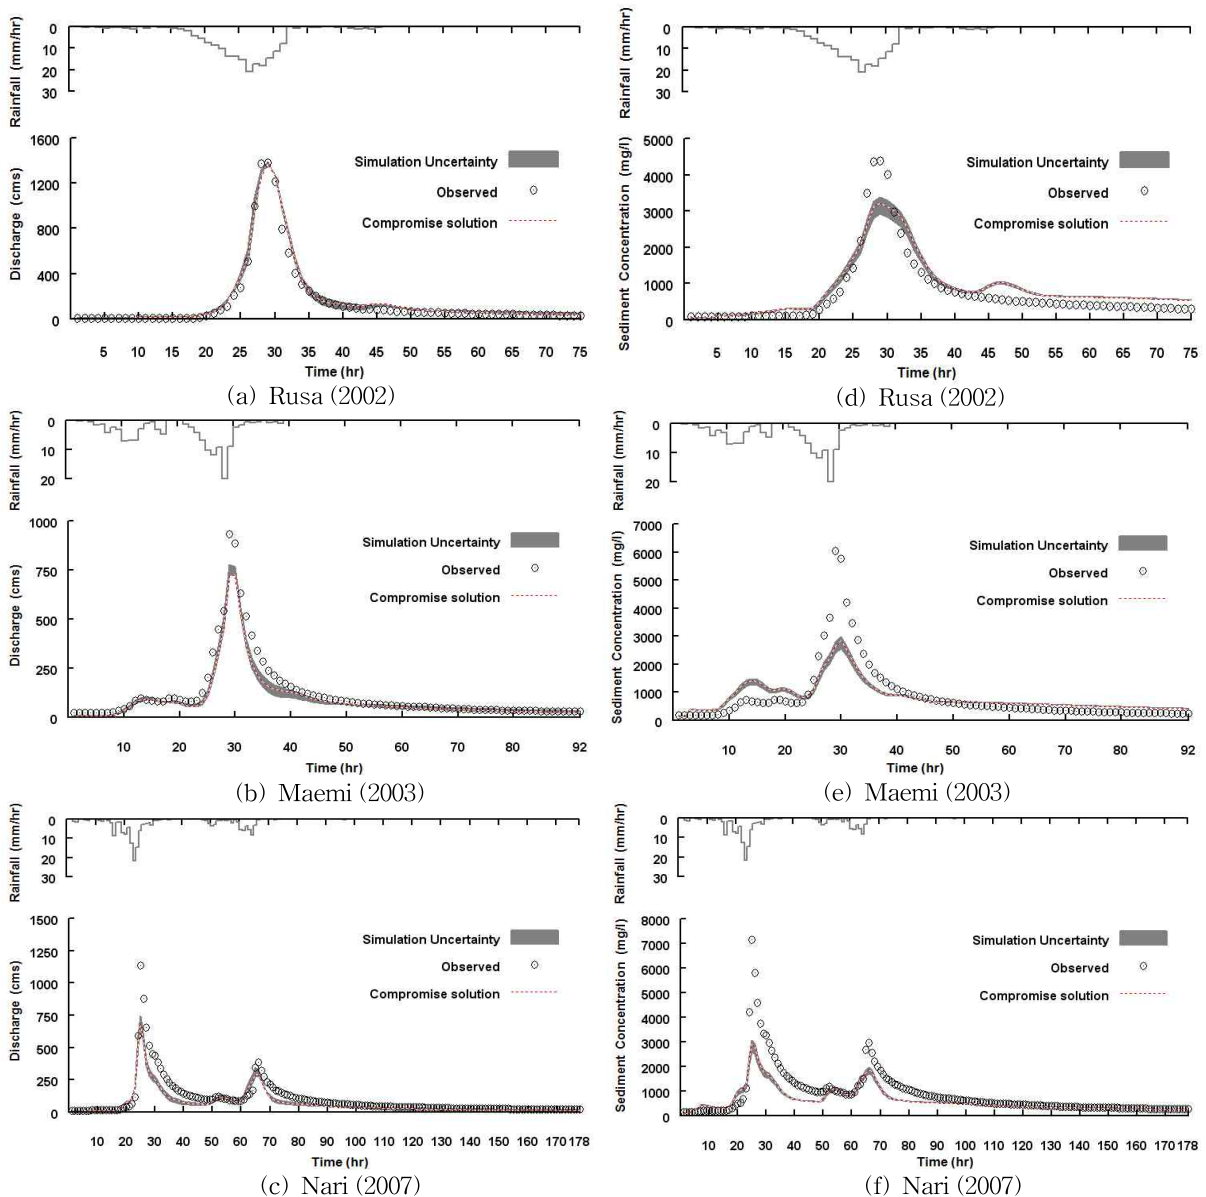 Rainfall (mm/hr)
0
10
20
30
Discharge (cms)
1600
1200
800
400
0
Simulation Uncertainty
Observed
Compromise solution
5 10 15 20 25 30 35 40 45 50 55 60 65 70 75
Time (hr)
(a) Rusa (2002)
Rainfall (mm/hr)
0
10
20
30
Sediment Concentration (mg/l)
5000
4000
3000
2000
1000
0
Simulation Uncertainty
Observed
Compromise solution
5 10 15 20 25 30 35 40 45 50 55 60 65 70 75
Time (hr)
(d) Rusa (2002)
Rainfall (mm/hr)
0
10
20
Discharge (cms)
1000
750
500
250
0
Simulation Uncertainty
Observed
Compromise solution
10 20 30 40 50 60 70 80 92
Time (hr)
(b) Maemi (2003)
Rainfall (mm/hr)
0
10
20
Sediment Concentration (mg/l)
7000
6000
5000
4000
3000
2000
1000
0
Simulation Uncertainty
Observed
Compromise solution
10 20 30 40 50 60 70 80 92
Time (hr)
(e) Maemi (2003)
Rainfall (mm/hr)
0
10
20
30
Discharge (cms)
1500
1250
1000
750
500
250
0
Simulation Uncertainty
Observed
Compromise solution
10 20 30 40 50 60 70 80 90 100 110 120 130 140 150 160 170 178
Time (hr)
(c) Nari (2007)
Rainfall (mm/hr)
0
10
20
30
Sediment Concentration (mg/l)
8000
7000
6000
5000
4000
3000
2000
1000
0
Simulation Uncertainty
Observed
Compromise solution
10 20 30 40 50 60 70 80 90 100 110 120 130 140 150 160 170 178
Time (hr)
(f) Nari (2007)